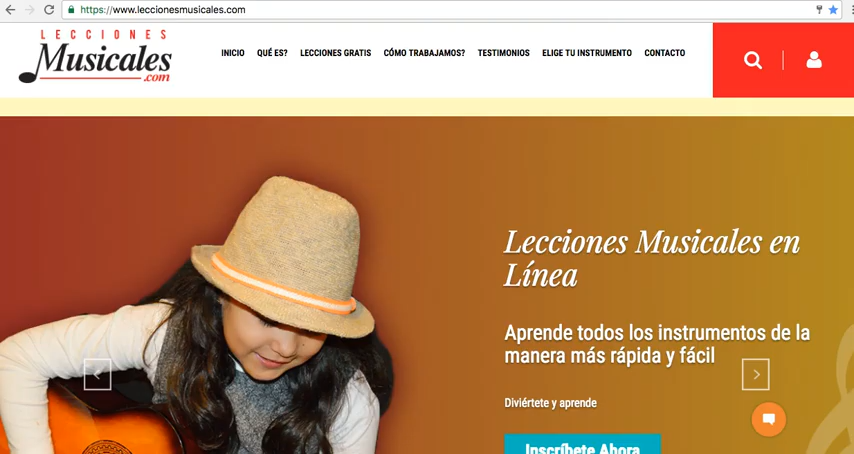 https://www.leccionesmusicales.com
LECCIONES
Musicales
.com
INICIO QUÉ ES? LECCIONES GRATIS CÓMO TRABAJAMOS? TESTIMONIOS ELIGE TU INSTRUMENTO CONTACTO
Lecciones Musicales en
Línea
Aprende todos los instrumentos de la
manera más rápida y fácil
Diviértete y aprende
Inscríbete Ahora